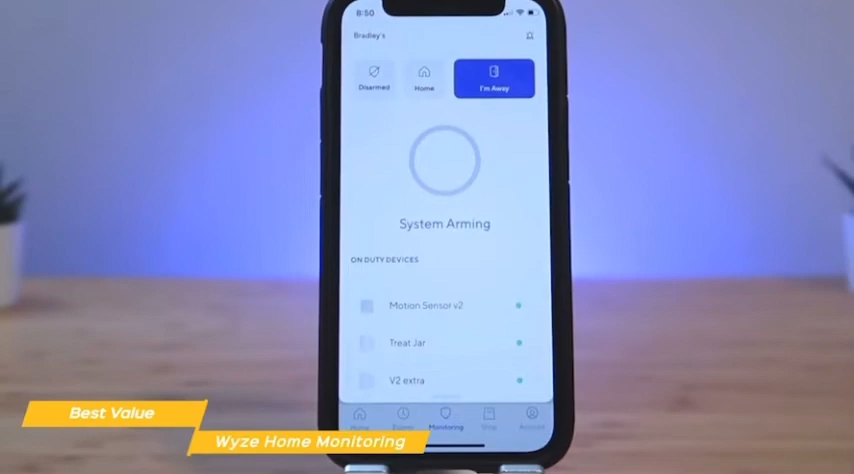 8:50
Bradley's
Disarmed
Home
I'm Away
System Arming
ON DUTY DEVICES
Motion Sensor v2
Treat Jar
V2 extra
Home
Monitoring
Shop
Account
Best Value
Wyze Home Monitoring